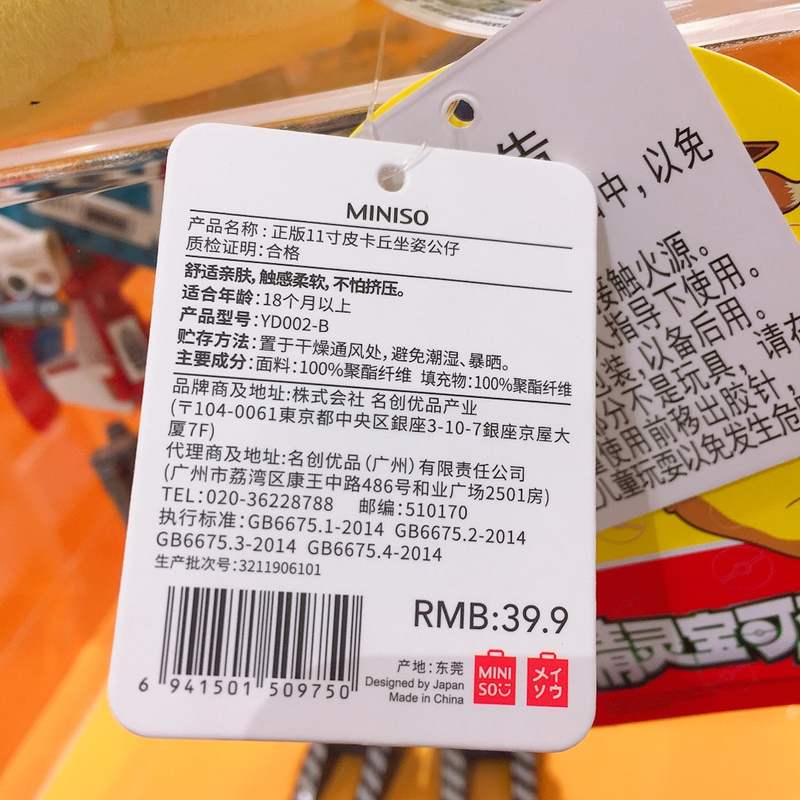 MINISO
产品名称：正版11寸皮卡丘坐姿公仔
质检证明：合格
舒适亲肤，触感柔软，不怕挤压。
适合年龄：18个月以上
产品型号：YD002-B
贮存方法：置于干燥通风处，避免潮湿、暴晒。
主要成分：面料：100%聚酯纤维 填充物：100%聚酯纤维
品牌商及地址：株式会社 名创优品产业
(〒104-0061東京都中央区銀座3-10-7銀座京屋大
厦7F)
代理商及地址：名创优品（广州）有限责任公司
(广州市荔湾区康王中路486号和业广场2501房)
TEL：020-36228788 邮编：510170
执行标准：GB6675.1-2014 GB6675.2-2014
GB6675.3-2014 GB6675.4-2014
生产批次号：3211906101
RMB:39.9
6 941501 509750
产地：东莞
Designed by Japan
Made in China
MINI
SO
メイ
ソウ
中，以免
接触火源。
指导下使用。
装，以备后用。
分不是玩具，请在
使用前移出胶针，
儿童玩耍以免发生危
精灵宝可